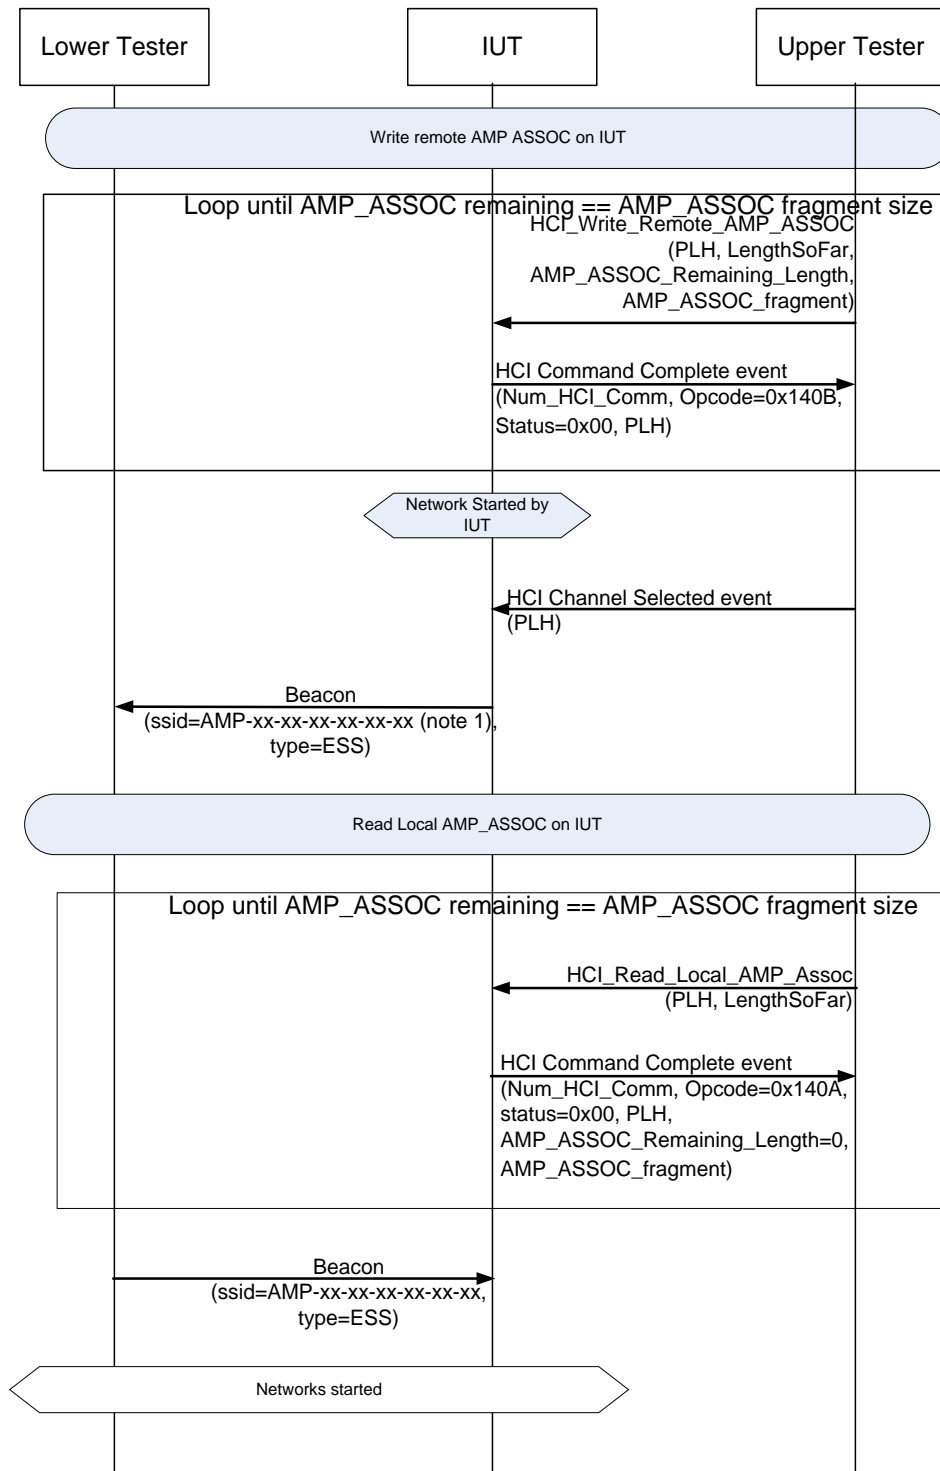 Lower Tester
IUT
Upper Tester
Write remote AMP ASSOC on IUT
Loop until AMP_ASSOC remaining == AMP_ASSOC fragment size
HCI_Write_Remote_AMP_ASSOC
(PLH, LengthSoFar,
AMP_ASSOC_Remaining_Length,
AMP_ASSOC_fragment)
HCI Command Complete event
(Num_HCI_Comm, Opcode=0x140B,
Status=0x00, PLH)
Network Started by
IUT
HCI Channel Selected event
(PLH)
Beacon
(ssid=AMP-xx-xx-xx-xx-xx-xx (note 1),
type=ESS)
Read Local AMP_ASSOC on IUT
Loop until AMP_ASSOC remaining == AMP_ASSOC fragment size
HCI_Read_Local_AMP_Assoc
(PLH, LengthSoFar)
HCI Command Complete event
(Num_HCI_Comm, Opcode=0x140A,
status=0x00, PLH,
AMP_ASSOC_Remaining_Length=0,
AMP_ASSOC_fragment)
Beacon
(ssid=AMP-xx-xx-xx-xx-xx-xx,
type=ESS)
Networks started